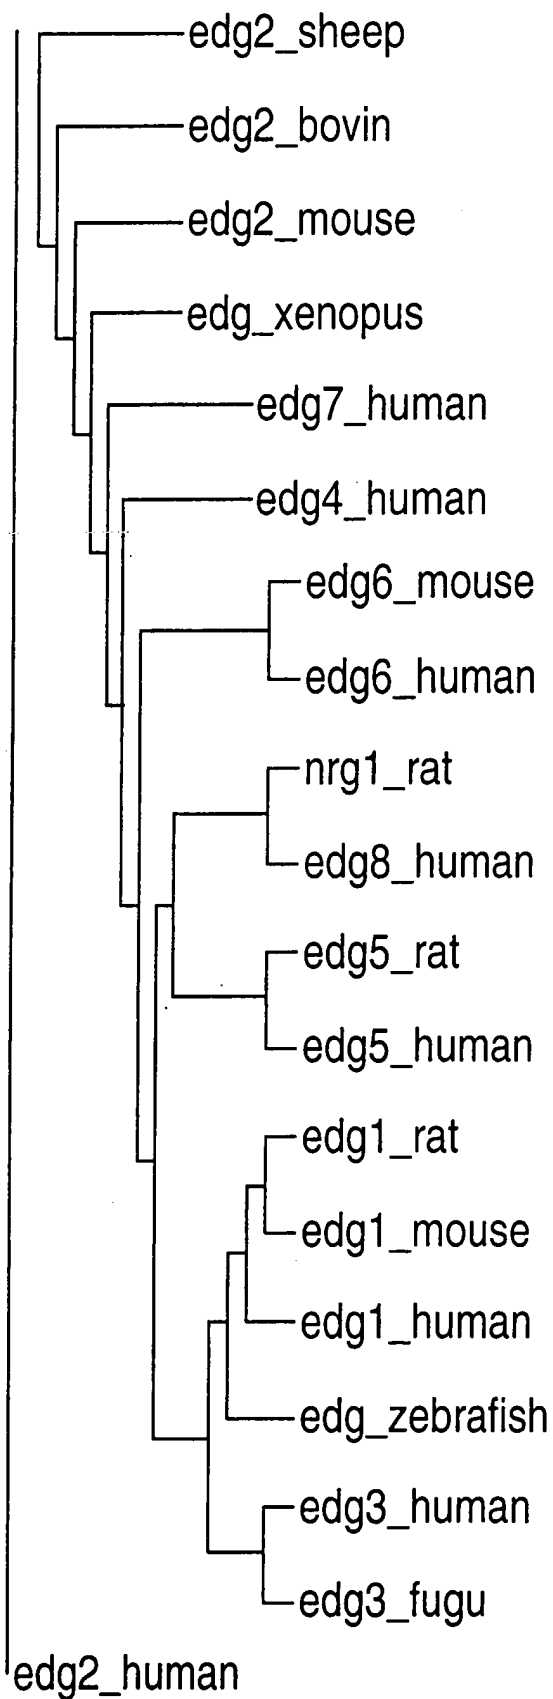 edg2_sheep
edg2_bovin
edg2_mouse
edg_xenopus
edg7_human
edg4_human
edg6_mouse
edg6_human
nrg1_rat
edg8_human
edg5_rat
edg5_human
edg1_rat
edg1_mouse
edg1_human
edg_zebrafish
edg3_human
edg3_fugu
edg2_human